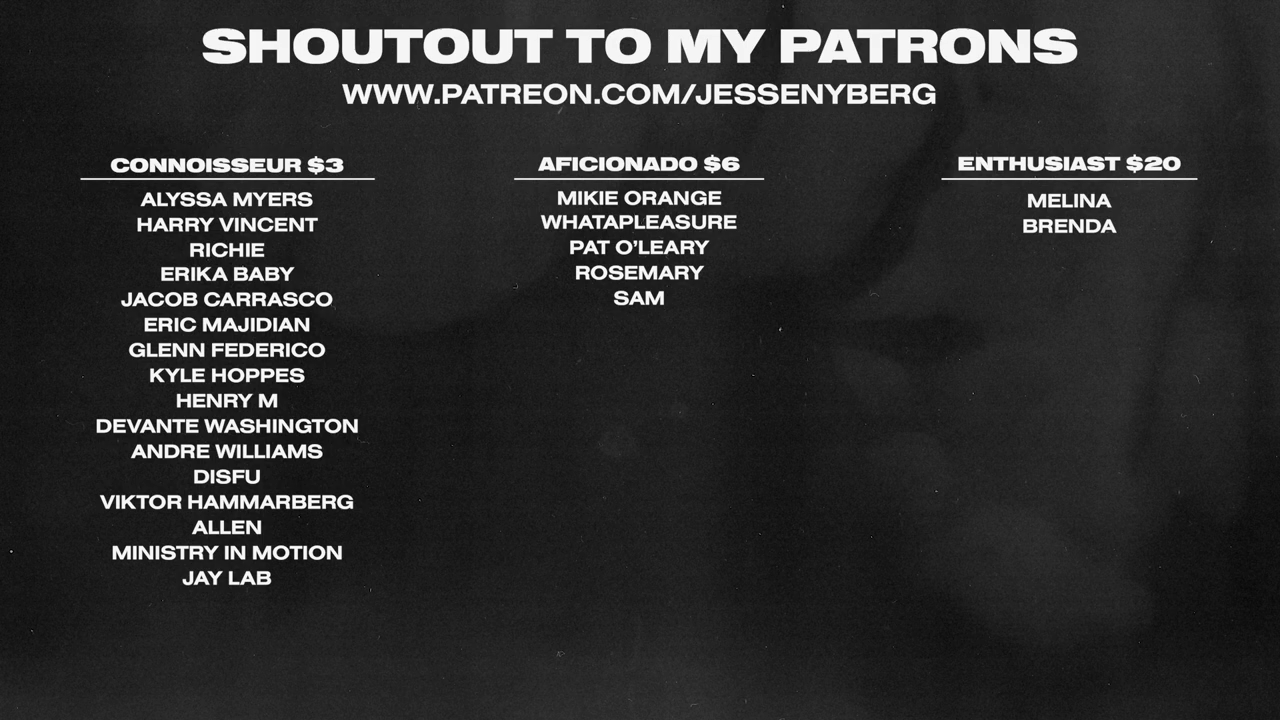 SHOUTOUT TO MY PATRONS
WWW.PATREON.COM/JESSENYBERG
CONNOISSEUR $3
ALYSSA MYERS
HARRY VINCENT
RICHIE
ERIKA BABY
JACOB CARRASCO
ERIC MAJIDIAN
GLENN FEDERICO
KYLE HOPPES
HENRY M
DEVANTE WASHINGTON
ANDRE WILLIAMS
DISFU
VIKTOR HAMMARBERG
ALLEN
MINISTRY IN MOTION
JAY LAB
AFICIONADO $6
MIKIE ORANGE
WHATAPLEASURE
PAT O’LEARY
ROSEMARY
SAM
ENTHUSIAST $20
MELINA
BRENDA